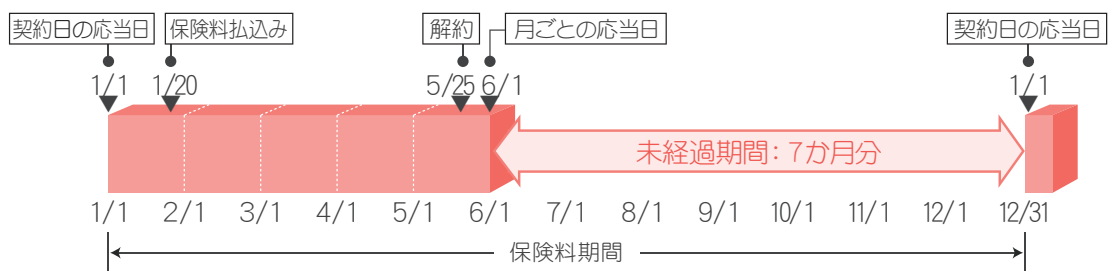 契約日の応当日 保険料払込み 解約 月ごとの応当日 契約日の応当日
1/1 1/20 5/25 6/1 1/1
未経過期間：7か月分
1/1 2/1 3/1 4/1 5/1 6/1 7/1 8/1 9/1 10/1 11/1 12/1 12/31
保険料期間